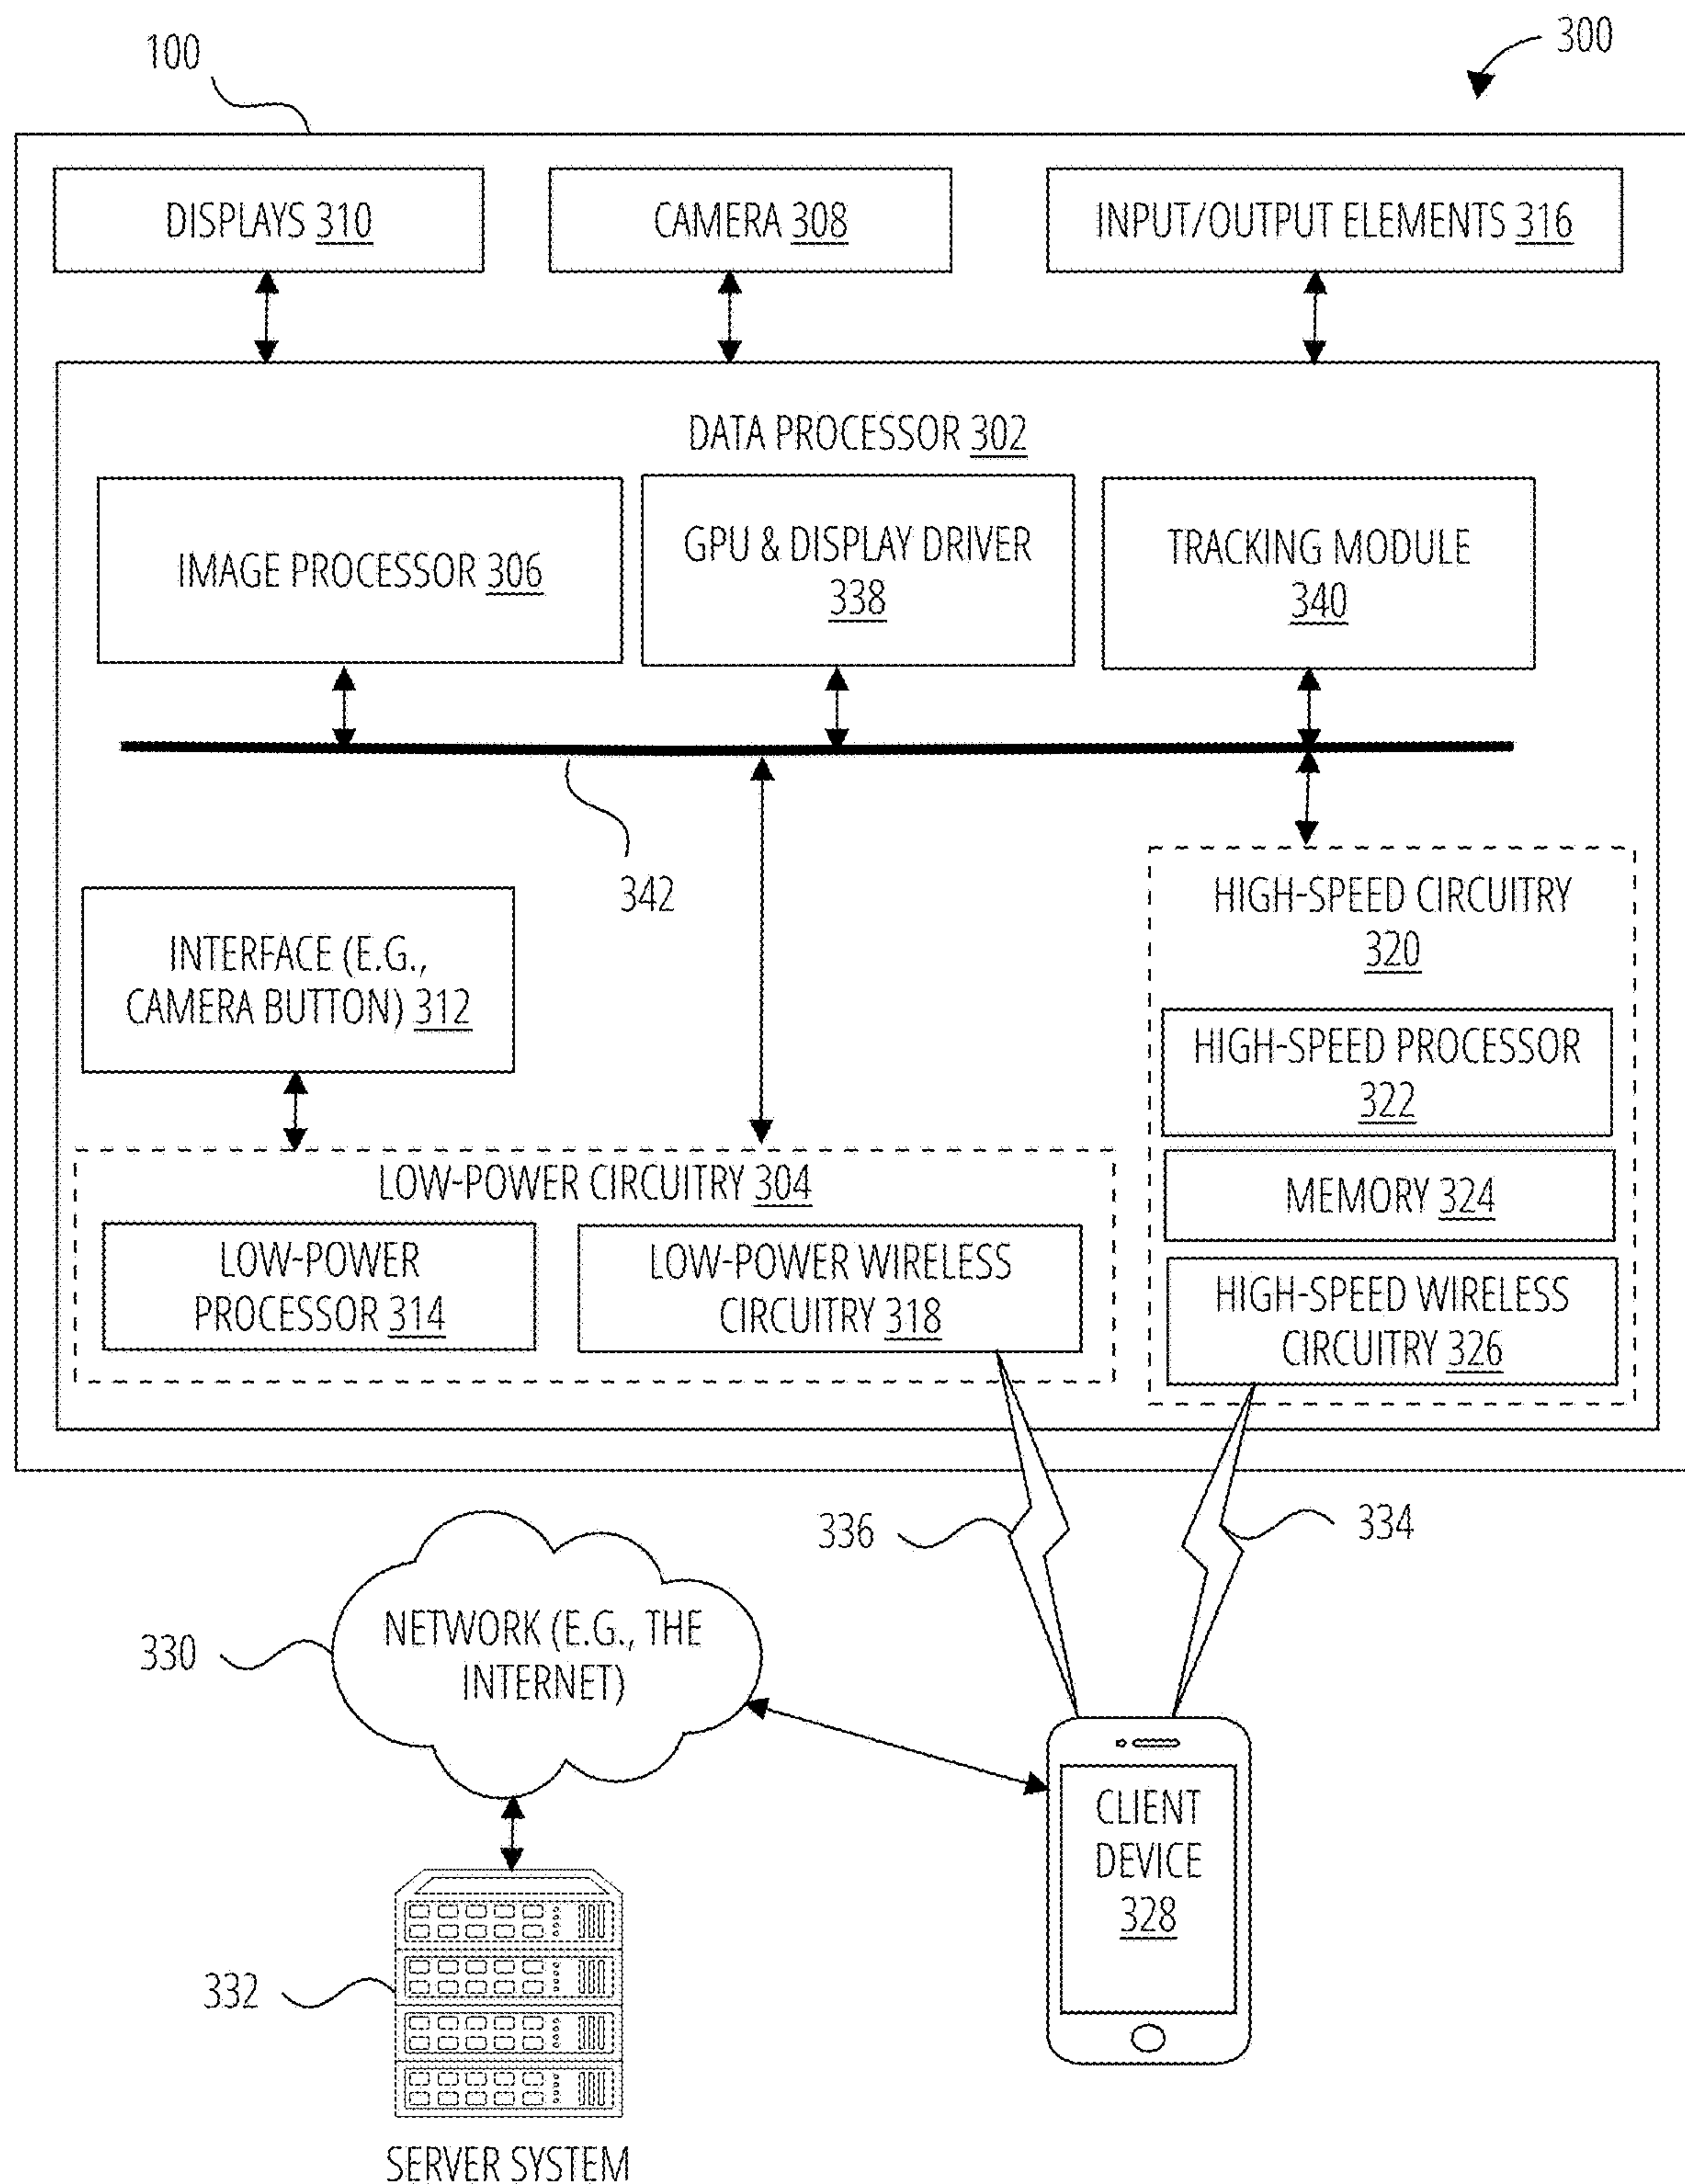 100
300
DISPLAYS 310
CAMERA 308
INPUT/OUTPUT ELEMENTS 316
DATA PROCESSOR 302
IMAGE PROCESSOR 306
GPU & DISPLAY DRIVER
338
TRACKING MODULE
340
342
INTERFACE (E.G.,
CAMERA BUTTON) 312
HIGH-SPEED CIRCUITRY
320
HIGH-SPEED PROCESSOR
322
MEMORY 324
HIGH-SPEED WIRELESS
CIRCUITRY 326
LOW-POWER CIRCUITRY 304
LOW-POWER
PROCESSOR 314
LOW-POWER WIRELESS
CIRCUITRY 318
336
334
330
NETWORK (E.G., THE
INTERNET)
CLIENT
DEVICE
328
332
SERVER SYSTEM